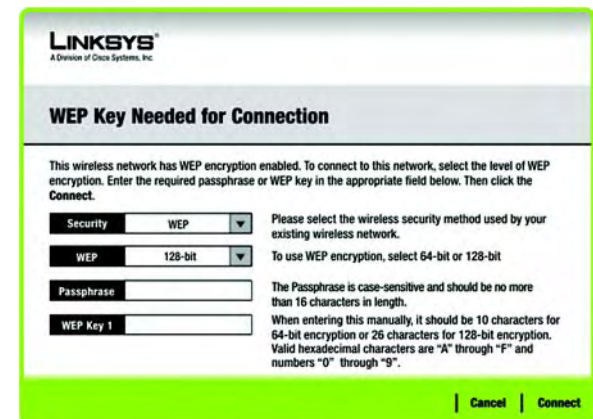 LINKSYS®
A Division of Cisco Systems, Inc.
WEP Key Needed for Connection
This wireless network has WEP encryption enabled. To connect to this network, select the level of WEP
encryption. Enter the required passphrase or WEP key in the appropriate field below. Then click the
Connect.
Security WEP Please select the wireless security method used by your
existing wireless network.
WEP 128-bit To use WEP encryption, select 64-bit or 128-bit
Passphrase The Passphrase is case-sensitive and should be no more
than 16 characters in length.
WEP Key 1 When entering this manually, it should be 10 characters for
64-bit encryption or 26 characters for 128-bit encryption.
Valid hexadecimal characters are "A" through "F" and
numbers "0" through "9".
Cancel Connect